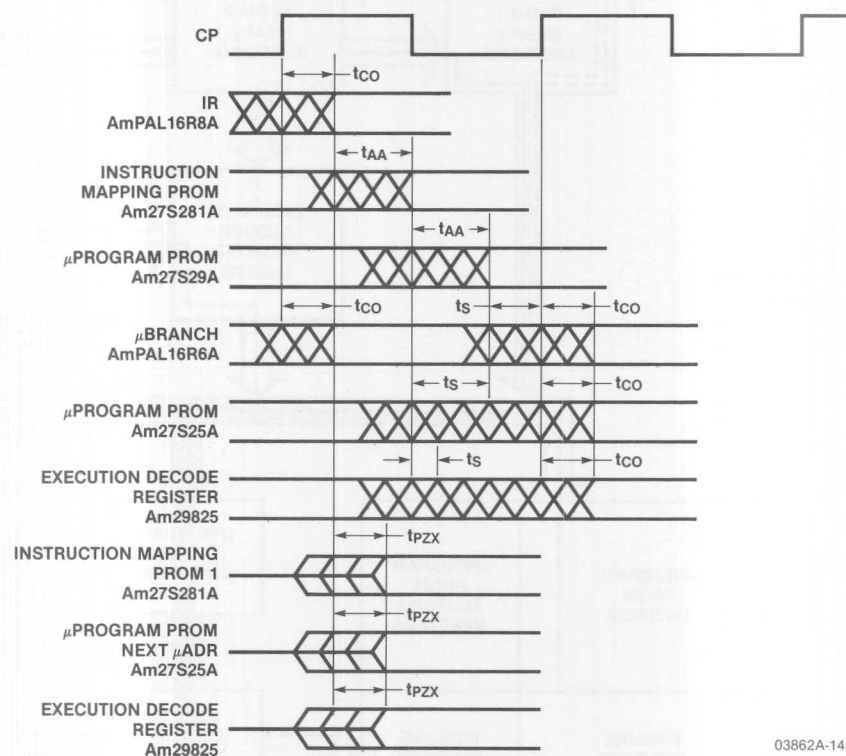 CP
tCO
IR
AmPAL16R8A
tAA
INSTRUCTION
MAPPING PROM
Am27S281A
tAA
μPROGRAM PROM
Am27S29A
tCO tS tCO
μBRANCH
AmPAL16R6A
tS tCO
μPROGRAM PROM
Am27S25A
tS tCO
EXECUTION DECODE
REGISTER
Am29825
tPZX
INSTRUCTION MAPPING
PROM 1
Am27S281A
tPZX
μPROGRAM PROM
NEXT μADR
Am27S25A
tPZX
EXECUTION DECODE
REGISTER
Am29825